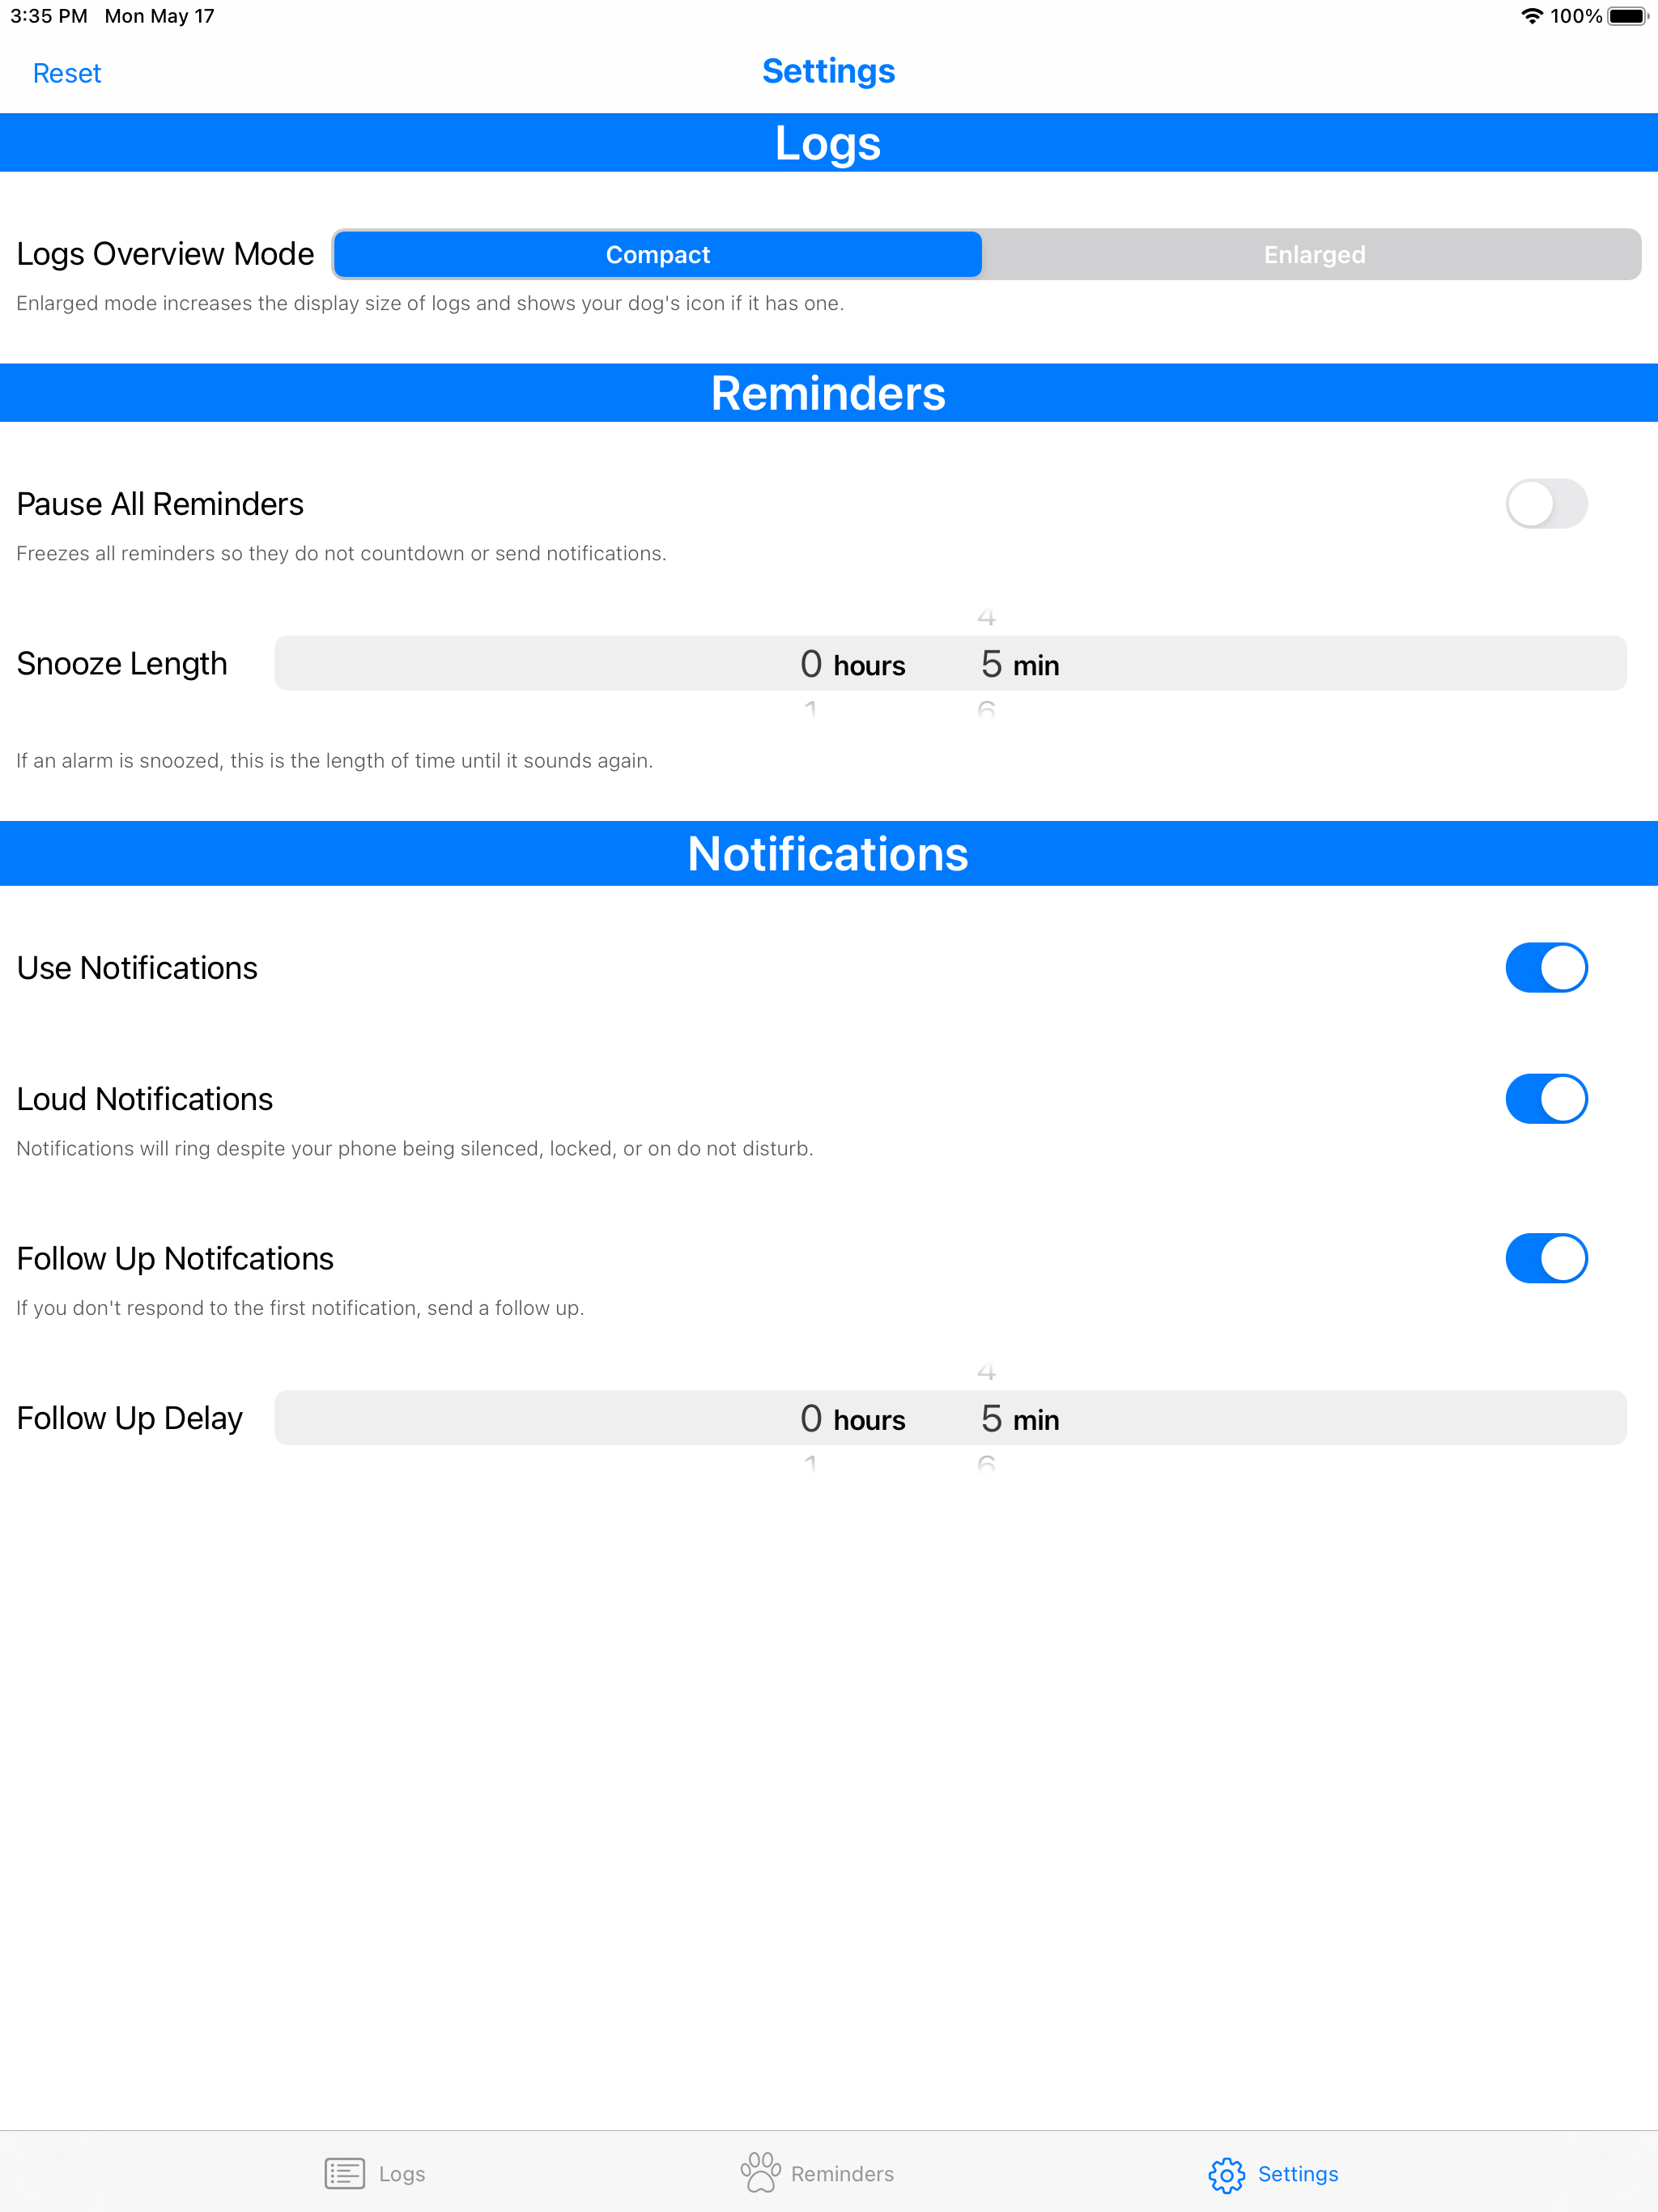 3:35 PM Mon May 17 100%
Reset Settings
Logs
Logs Overview Mode Compact Enlarged
Enlarged mode increases the display size of logs and shows your dog's icon if it has one.
Reminders
Pause All Reminders
Freezes all reminders so they do not countdown or send notifications.
4
Snooze Length 0 hours 5 min
1 6
If an alarm is snoozed, this is the length of time until it sounds again.
Notifications
Use Notifications
Loud Notifications
Notifications will ring despite your phone being silenced, locked, or on do not disturb.
Follow Up Notifcations
If you don't respond to the first notification, send a follow up.
4
Follow Up Delay 0 hours 5 min
1 6
Logs Reminders Settings